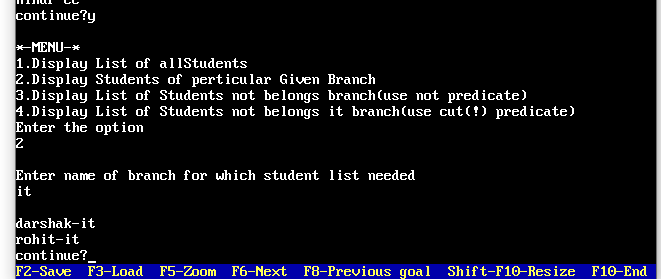 continue?y
*-MENU-*
1.Display List of allStudents
2.Display Students of perticular Given Branch
3.Display List of Students not belongs branch(use not predicate)
4.Display List of Students not belongs it branch(use cut(!) predicate)
Enter the option
2
Enter name of branch for which student list needed
it
darshak-it
rohit-it
continue?_
F2-Save F3-Load F5-Zoom F6-Next F8-Previous goal Shift-F10-Resize F10-End